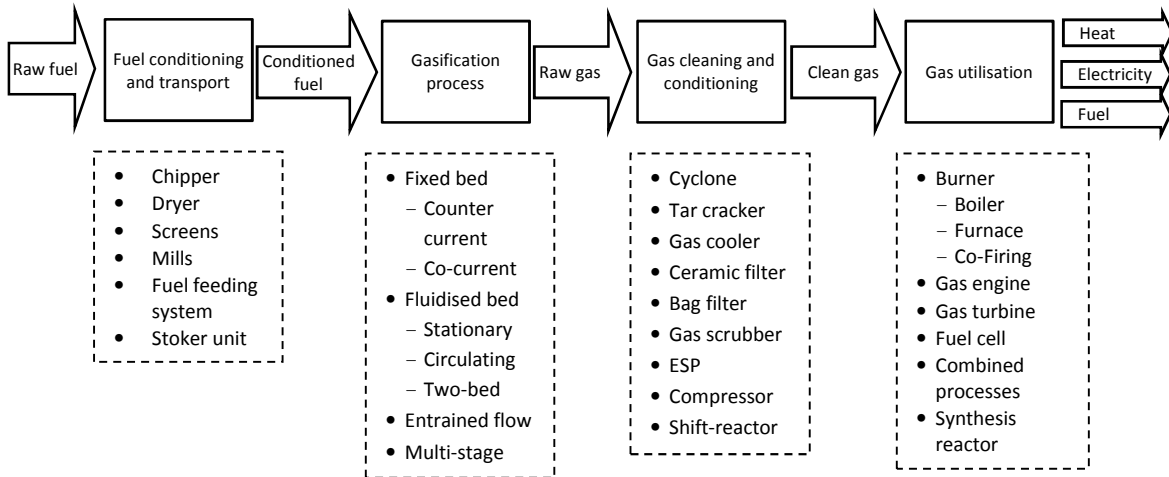 Raw fuel
Fuel conditioning
and transport
Conditioned
fuel
Gasification
process
Raw gas
Gas cleaning and
conditioning
Clean gas
Gas utilisation
Heat
Electricity
Fuel
• Chipper
• Dryer
• Screens
• Mills
• Fuel feeding
system
• Stoker unit
• Fixed bed
– Counter
current
– Co-current
• Fluidised bed
– Stationary
– Circulating
– Two-bed
• Entrained flow
• Multi-stage
• Cyclone
• Tar cracker
• Gas cooler
• Ceramic filter
• Bag filter
• Gas scrubber
• ESP
• Compressor
• Shift-reactor
• Burner
– Boiler
– Furnace
– Co-Firing
• Gas engine
• Gas turbine
• Fuel cell
• Combined
processes
• Synthesis
reactor